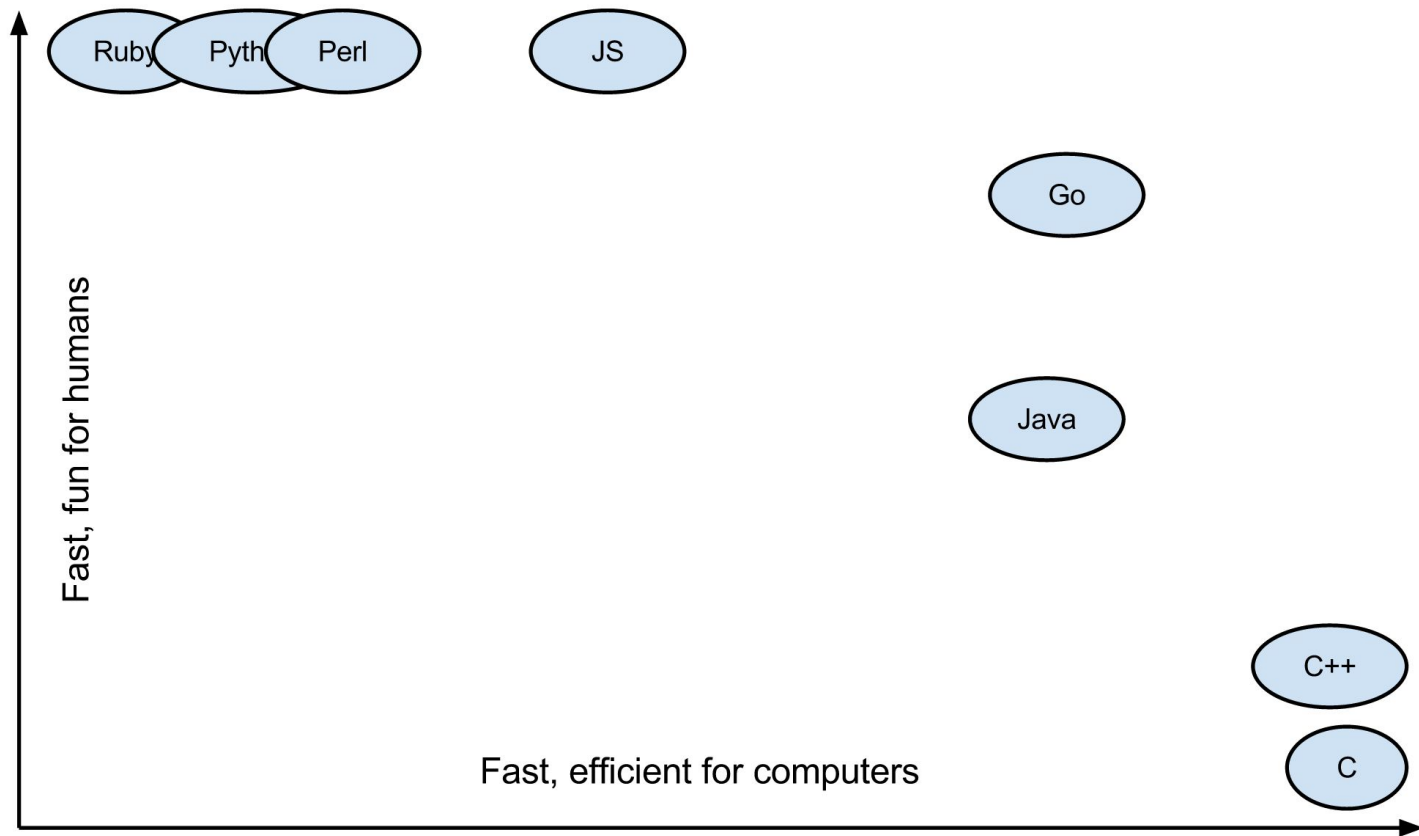 Ruby
Pyth
Perl
JS
Go
Fast, fun for humans
Java
C++
Fast, efficient for computers
C